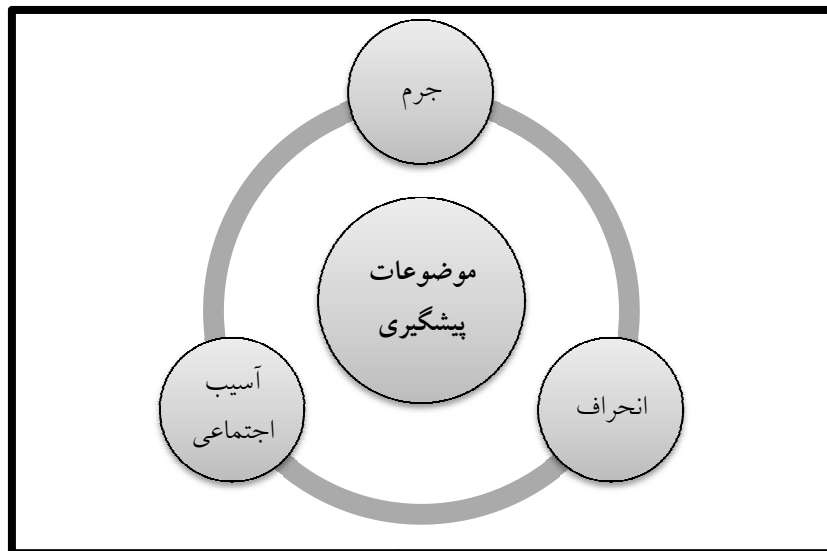 جرم
موضوعات
پیشگیری
انحراف
آسیب
اجتماعی